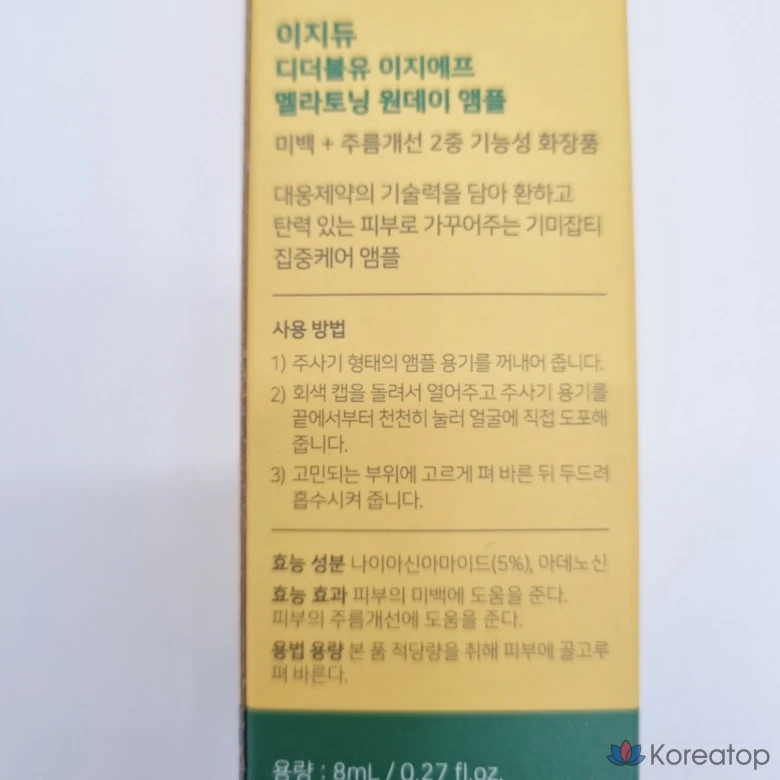 이지듀
디더블유 이지에프
멜라토닝 원데이 앰플
미백 + 주름개선 2중 기능성 화장품
대웅제약의 기술력을 담아 환하고
탄력 있는 피부로 가꾸어주는 기미잡티
집중케어 앰플
사용 방법
1) 주사기 형태의 앰플 용기를 꺼내어 줍니다.
2) 회색 캡을 돌려서 열어주고 주사기 용기를
끝에서부터 천천히 눌러 얼굴에 직접 도포해
줍니다.
3) 고민되는 부위에 고르게 펴 바른 뒤 두드려
흡수시켜 줍니다.
효능 성분 나이아신아마이드(5%), 아데노신
효능 효과 피부의 미백에 도움을 준다.
피부의 주름개선에 도움을 준다.
용법 용량 본 품 적당량을 취해 피부에 골고루
펴 바른다.
용량 : 8mL / 0.27 fl.oz.
Koreatop